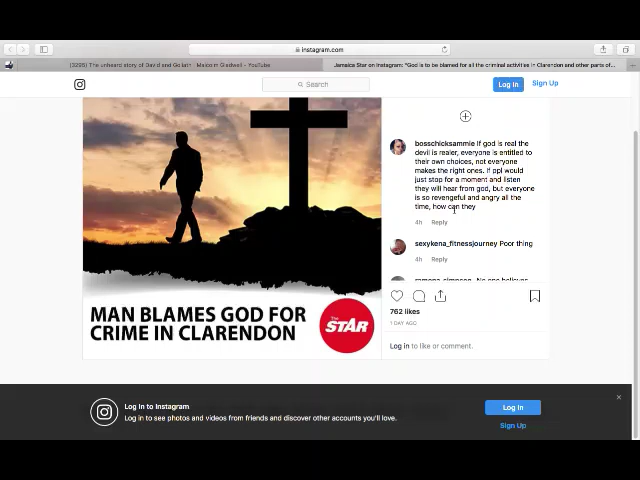 instagram.com
(3226) The unheard story of David and Goliath - Malcolm Gladwell - YouTube
Jamaica Star on Instagram: "God is to be blamed for all the criminal activities in Clarendon and other parts of...
Search
Log In
Sign Up
bosschicksammie If god is real the
devil is realer, everyone is entitled to
their own choices, not everyone
makes the right ones. If ppl would
just stop for a moment and listen
they will hear from god, but everyone
is so revengeful and angry all the
time, how can they
4h Reply
sexykena_fitnessjourney Poor thing
4h Reply
MAN BLAMES GOD FOR
CRIME IN CLARENDON
The
STAR
762 likes
1 DAY AGO
Log in to like or comment.
Log in to Instagram
Log in to see photos and videos from friends and discover other accounts you'll love.
Log In
Sign Up